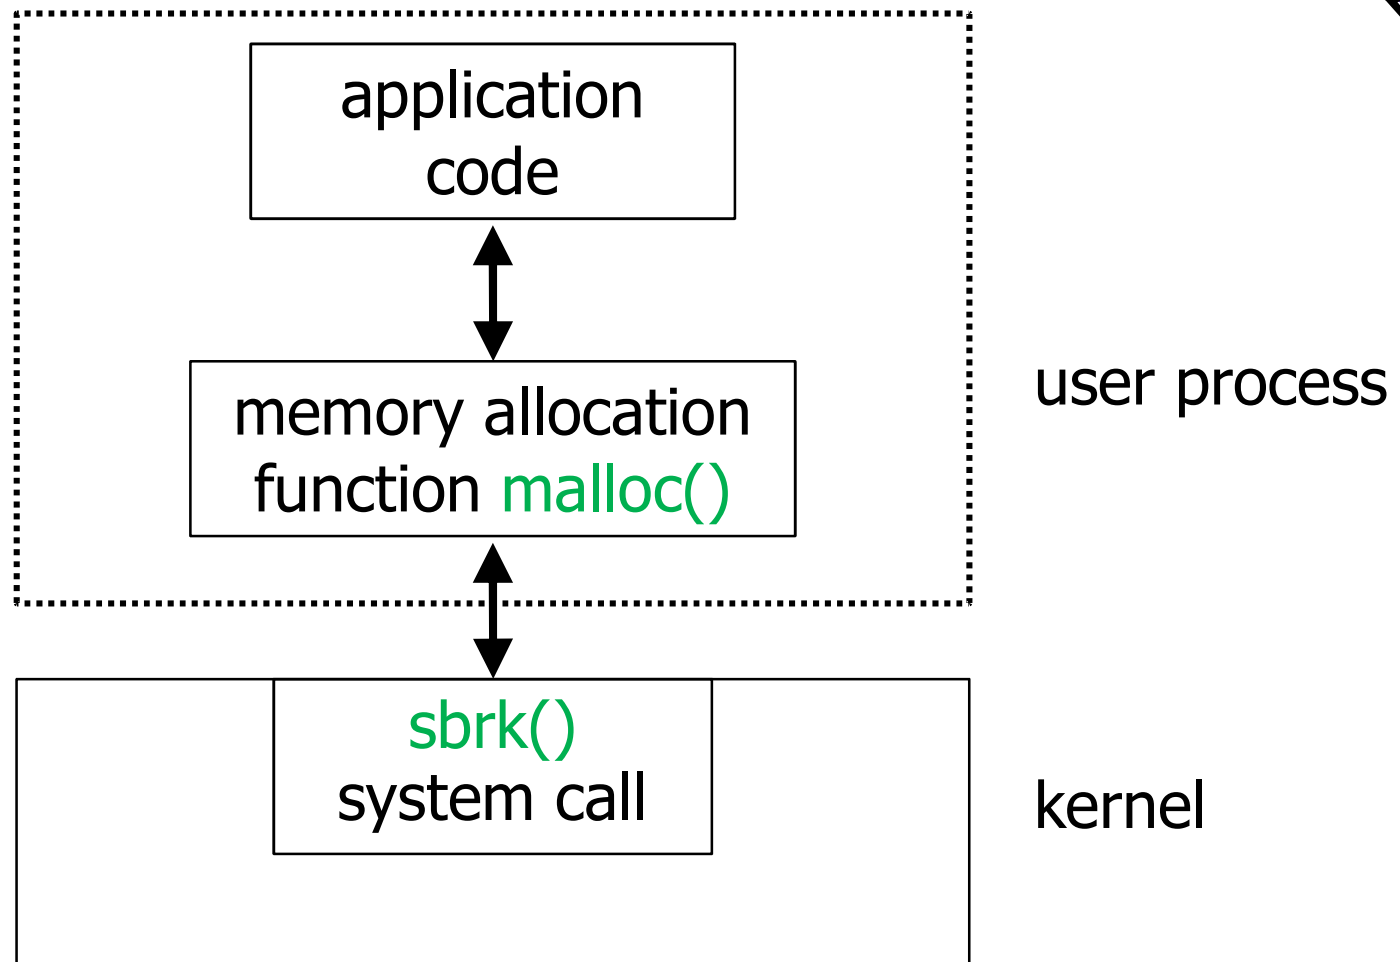 application
code
memory allocation
function malloc()
user process
sbrk()
system call
kernel